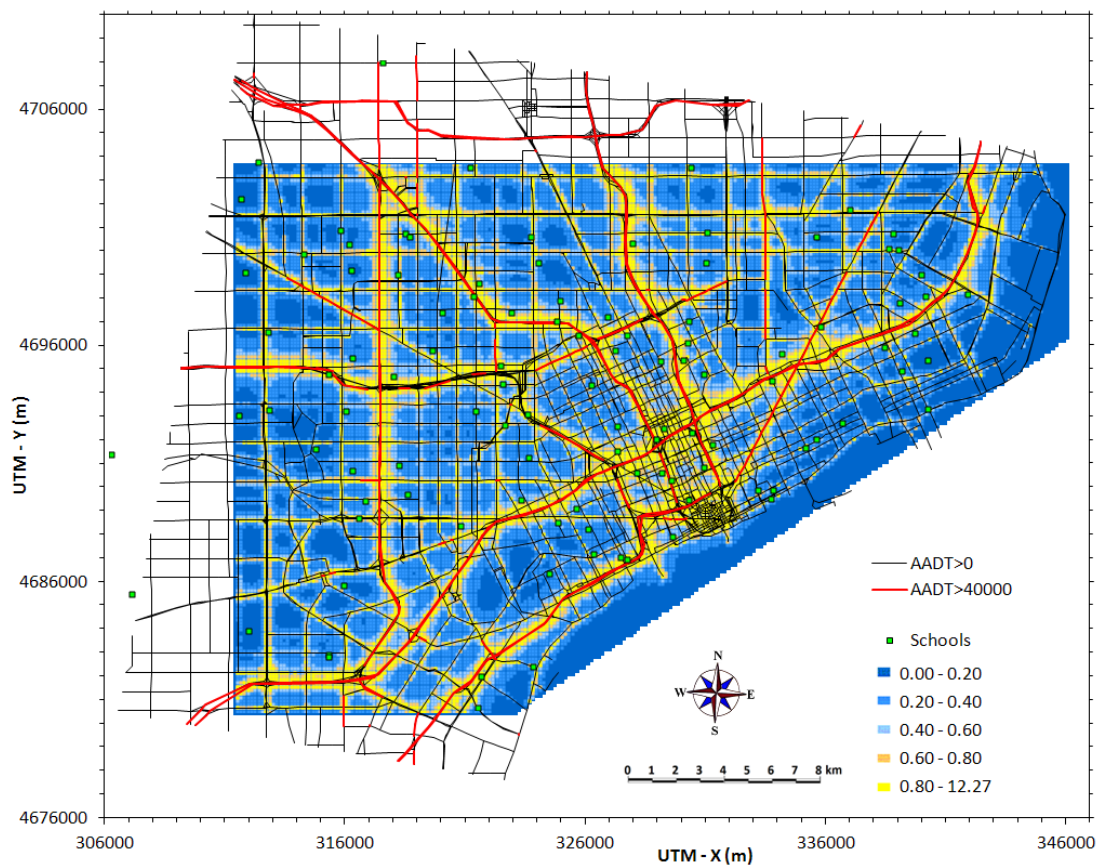 4706000
4696000
4686000
4676000
UTM - Y (m)
306000 316000 326000 336000 346000
UTM - X (m)
AADT>0
AADT>40000
Schools
0.00 - 0.20
0.20 - 0.40
0.40 - 0.60
0.60 - 0.80
0.80 - 12.27
N
W E
S
0 1 2 3 4 5 6 7 8 km